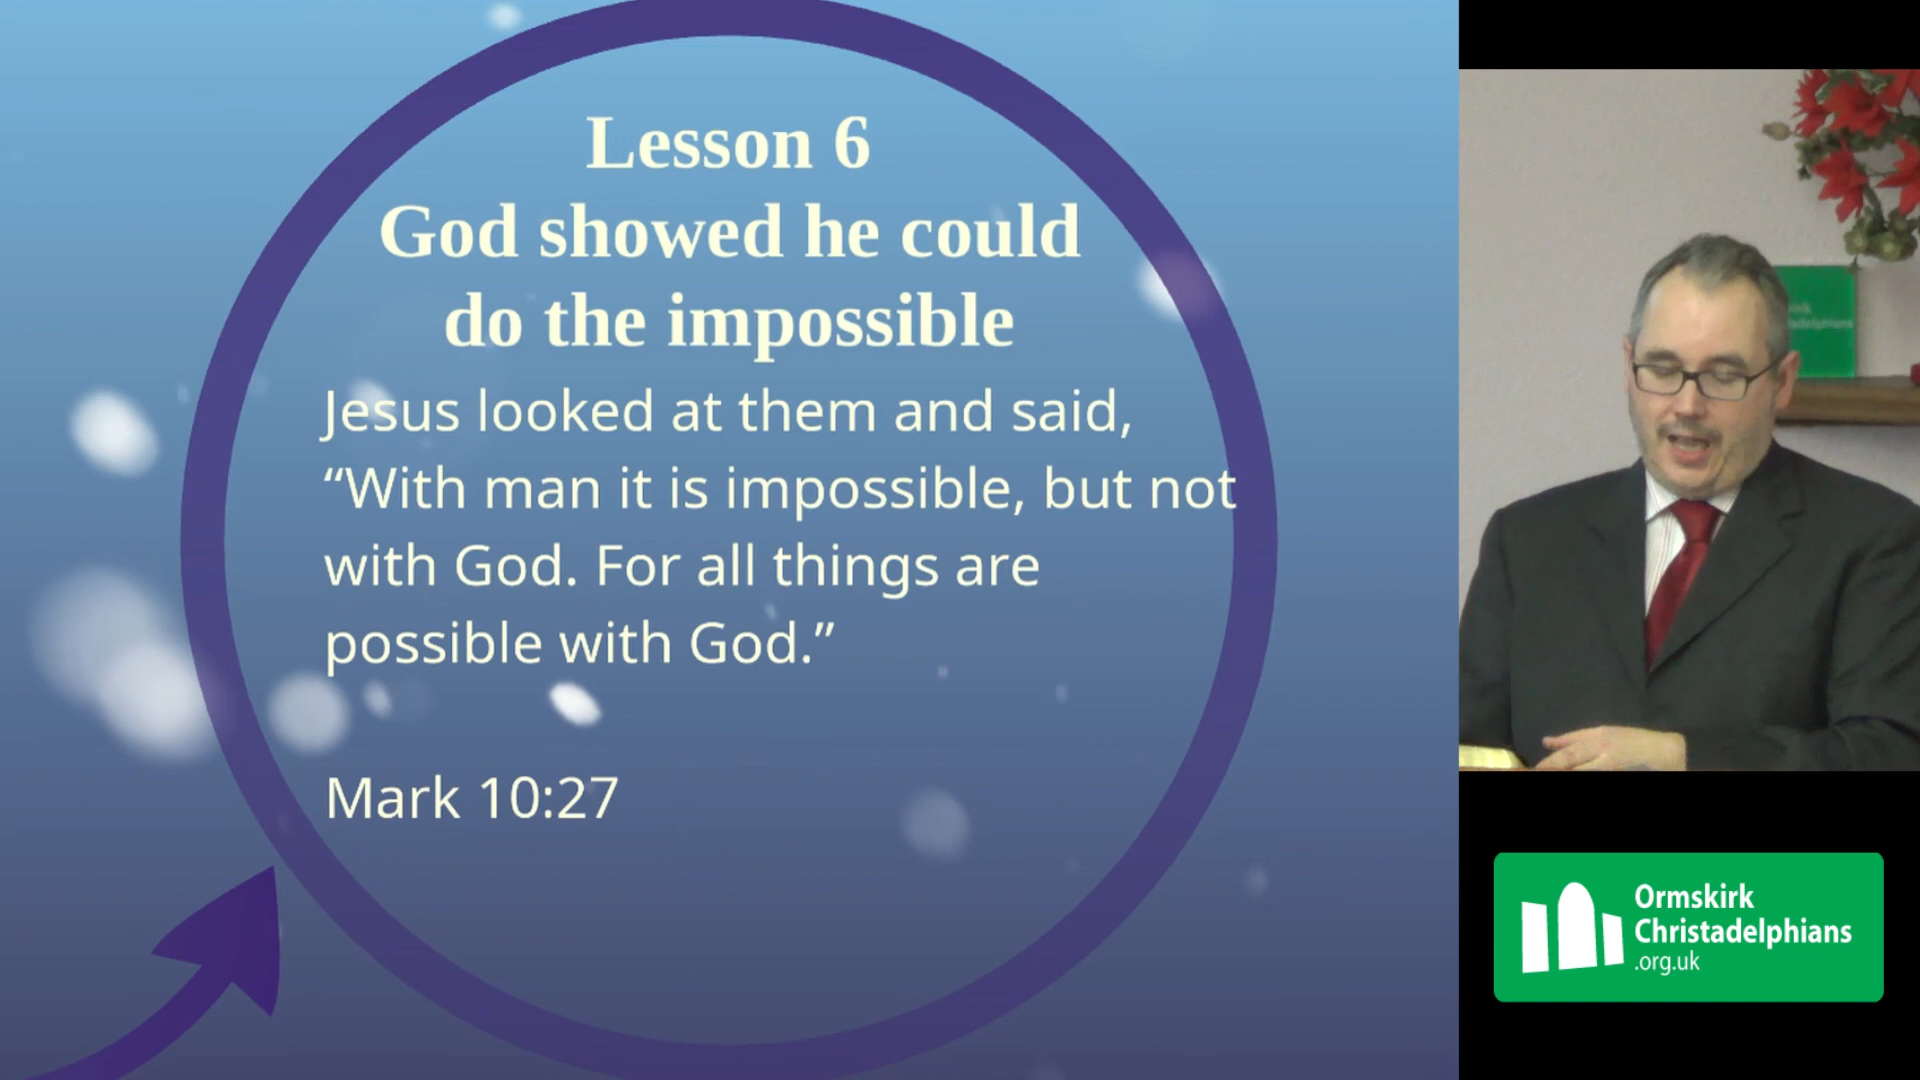 Lesson 6
God showed he could
do the impossible
Jesus looked at them and said,
“With man it is impossible, but not
with God. For all things are
possible with God.”
Mark 10:27
Ormskirk
Christadelphians
.org.uk